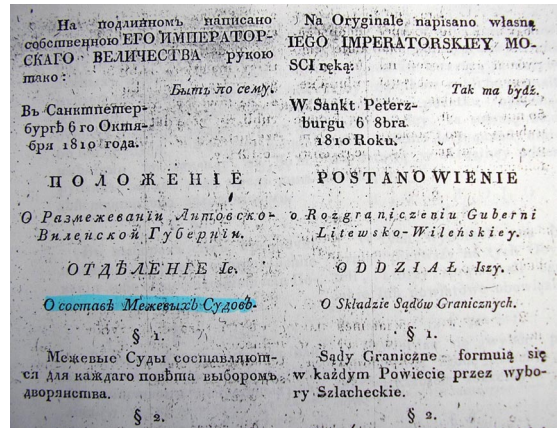 На подлинномъ написано
собственною ЕГО ИМПЕРАТОР-
СКАГО ВЕЛИЧЕСТВА рукою
тако:
Быть по сему.
Въ Санктпетер-
бургѣ 6 го Октя-
бря 1810 года.
ПОЛОЖЕНІЕ
О Размежеваніи Литовско-
Виленской Губерніи.
ОТДѢЛЕНІЕ Iе.
О составѣ Межевыхъ Судовъ.
§ 1.
Межевые Суды составляют-
ся для каждаго повѣта выборомъ
дворянства.
§ 2.
Na Oryginale napisano własną
IEGO IMPERATORSKIEY MO-
SCI ręką:
Tak ma bydź.
W Sankt Peterz-
burgu 6 8bra
1810 Roku.
POSTANOWIENIE
o Rozgraniczeniu Guberni
Litewsko-Wileńskiey.
ODDZIAŁ Iszy.
O Składzie Sądów Granicznych.
§ 1.
Sądy Graniczne formuią się
w każdym Powiecie przez wybo-
ry Szlacheckie.
§ 2.